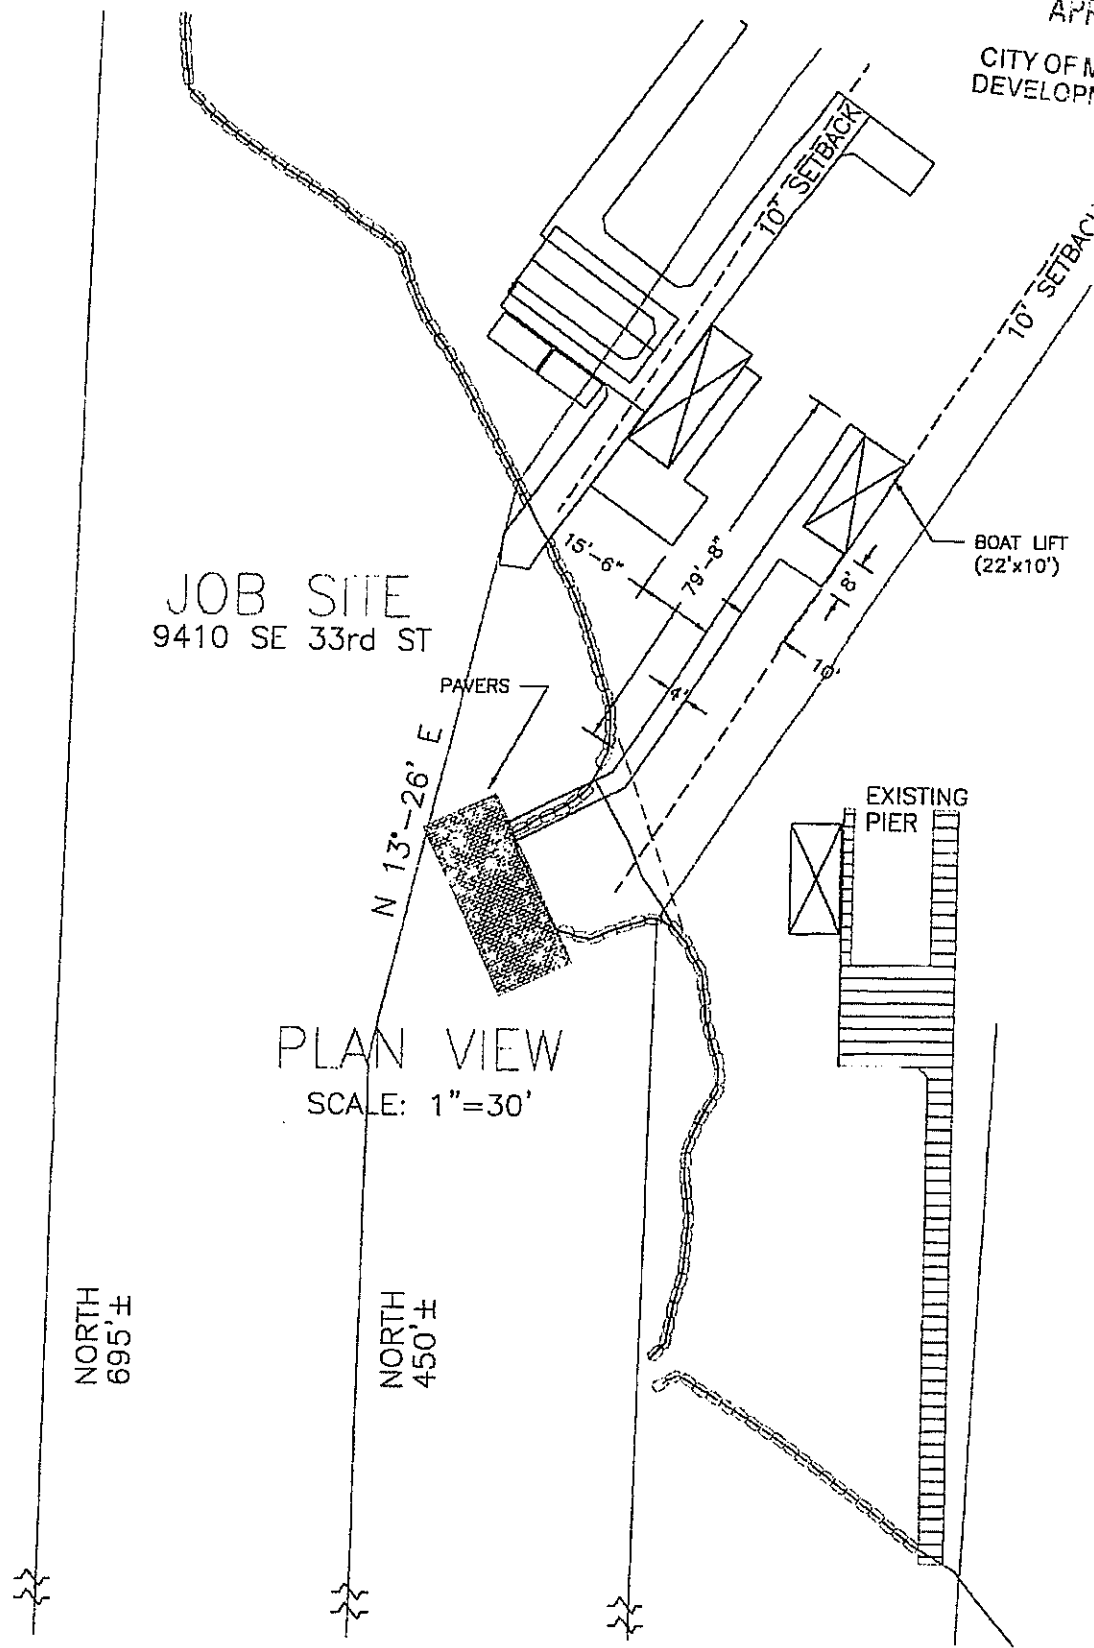 CITY OF
10' SETBACK
10' SETBACK
BOAT LIFT
(22'x10')
15'-6"
79'-8"
8'
10'
4'
JOB SITE
9410 SE 33rd ST
PAVERS
N 13°-26' E
EXISTING
PIER
PLAN VIEW
SCALE: 1"=30'
NORTH
695'±
NORTH
450'±